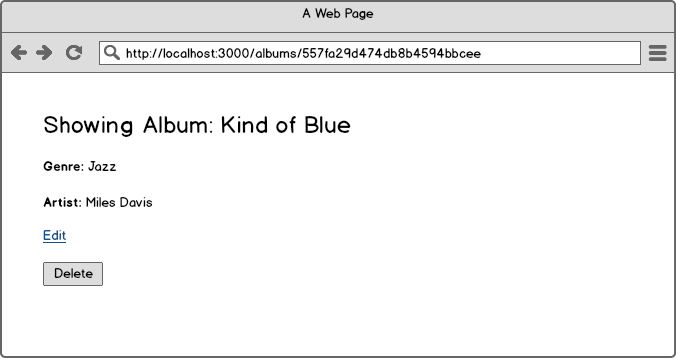 A Web Page
http://localhost:3000/albums/557fa29d474db8b4594bbcee
Showing Album: Kind of Blue
Genre: Jazz
Artist: Miles Davis
Edit
Delete